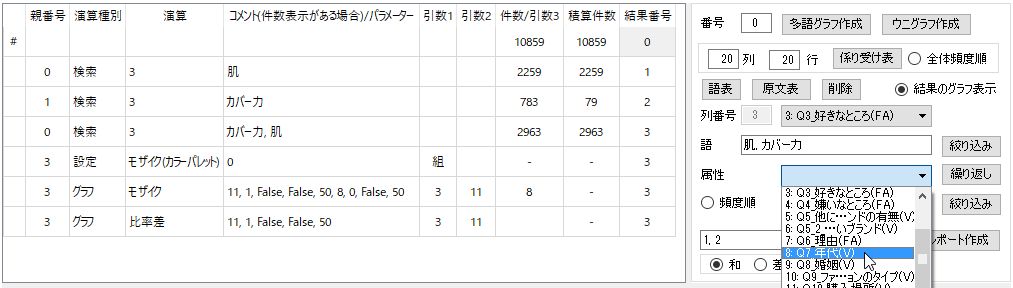 親番号 演算種別 演算 コメント(件数表示がある場合)/パラメーター 引数1 引数2 件数/引数3 積算件数 結果番号
# 10859 10859 0
0 検索 3 肌 2259 2259 1
1 検索 3 カバー力 783 79 2
0 検索 3 カバー力, 肌 2963 2963 3
3 設定 モザイク(カラーパレット) 0 組 - - 3
3 グラフ モザイク 11, 1, False, False, 50, 8, 0, False, 50 3 11 8 - 3
3 グラフ 比率差 11, 1, False, False, 50 3 11 - 3
番号 0 多語グラフ作成 ウニグラフ作成
20 列 20 行 係り受け表 全体頻度順
語表 原文表 削除 結果のグラフ表示
列番号 3 3: Q3_好きなところ(FA)
語 肌, カバー力 絞り込み
属性 繰り返し
3: Q3_好きなところ(FA)
頻度順 4: Q4_嫌いなところ(FA) 絞り込み
5: Q5_他に…ンドの有無(V)
6: Q5_2 …いブランド(V)
1, 2 7: Q6_理由(FA) ルポート作成
8: Q7_年代(V)
和 差 9: Q8_婚姻(V)
10: Q9_ファ…ョンのタイプ(V)